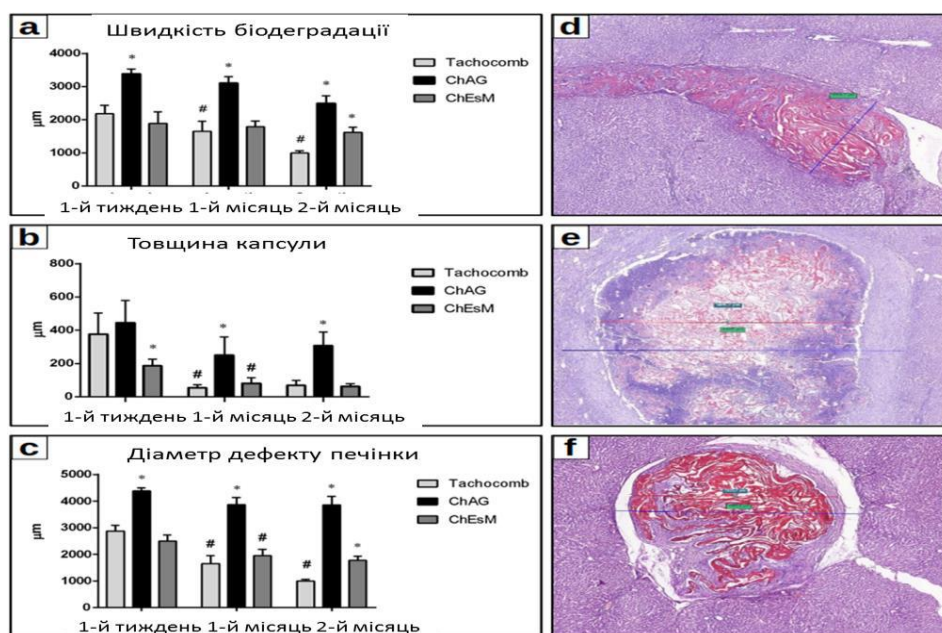 a
Швидкість біодеградації
4000
3000
2000
1000
0
μm
*
*
*
*
#
#
Tachocomb
ChAG
ChEsM
1-й тиждень 1-й місяць 2-й місяць
b
Товщина капсули
800
600
400
200
0
μm
*
*
*
#
#
Tachocomb
ChAG
ChEsM
1-й тиждень 1-й місяць 2-й місяць
c
Діаметр дефекту печінки
5000
4000
3000
2000
1000
0
μm
*
*
*
*
#
#
#
Tachocomb
ChAG
ChEsM
1-й тиждень 1-й місяць 2-й місяць
d
e
f